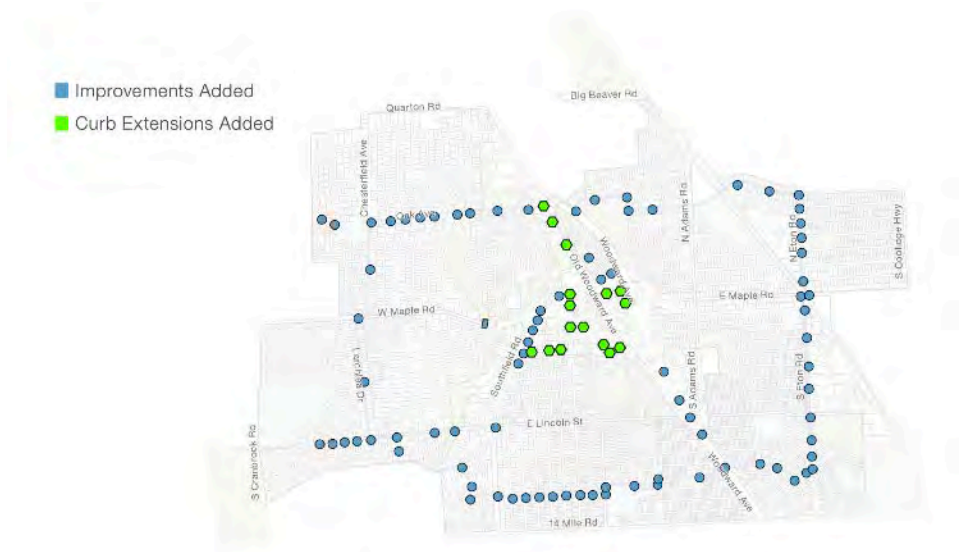 Improvements Added
Curb Extensions Added
Big Beaver Rd
Quarton Rd
Chesterfield Ave
Oak Ave
N Adams Rd
N Eton Rd
S Coolidge Hwy
Woodward Ave
Old Woodward Ave
E Maple Rd
W Maple Rd
Southfield Rd
S Adams Rd
S Eton Rd
E Lincoln St
S Cranbrook Rd
Woodward Ave
14 Mile Rd